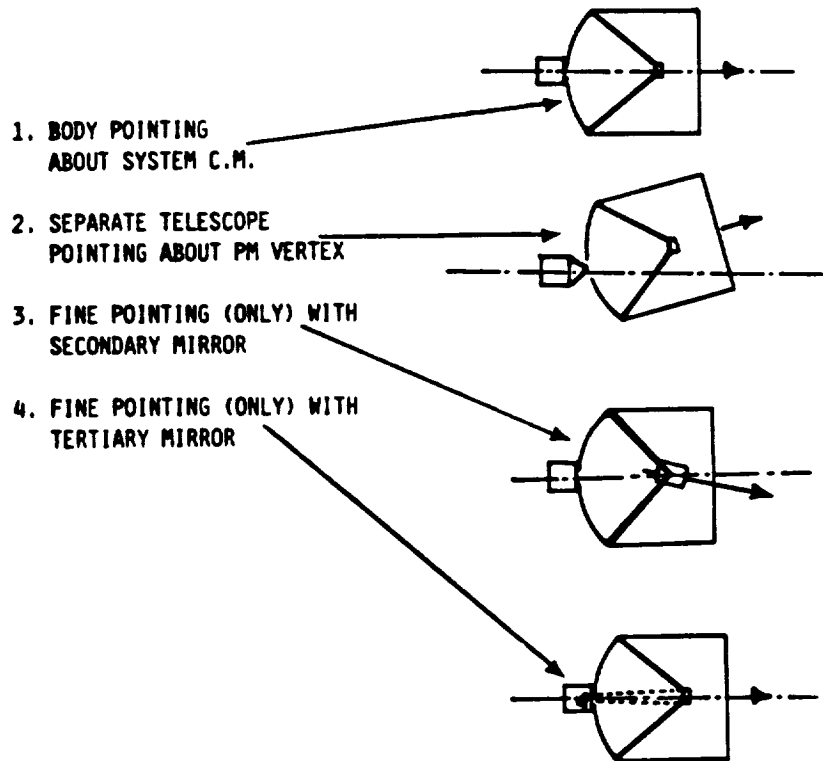 1. BODY POINTING
ABOUT SYSTEM C.M.
2. SEPARATE TELESCOPE
POINTING ABOUT PM VERTEX
3. FINE POINTING (ONLY) WITH
SECONDARY MIRROR
4. FINE POINTING (ONLY) WITH
TERTIARY MIRROR